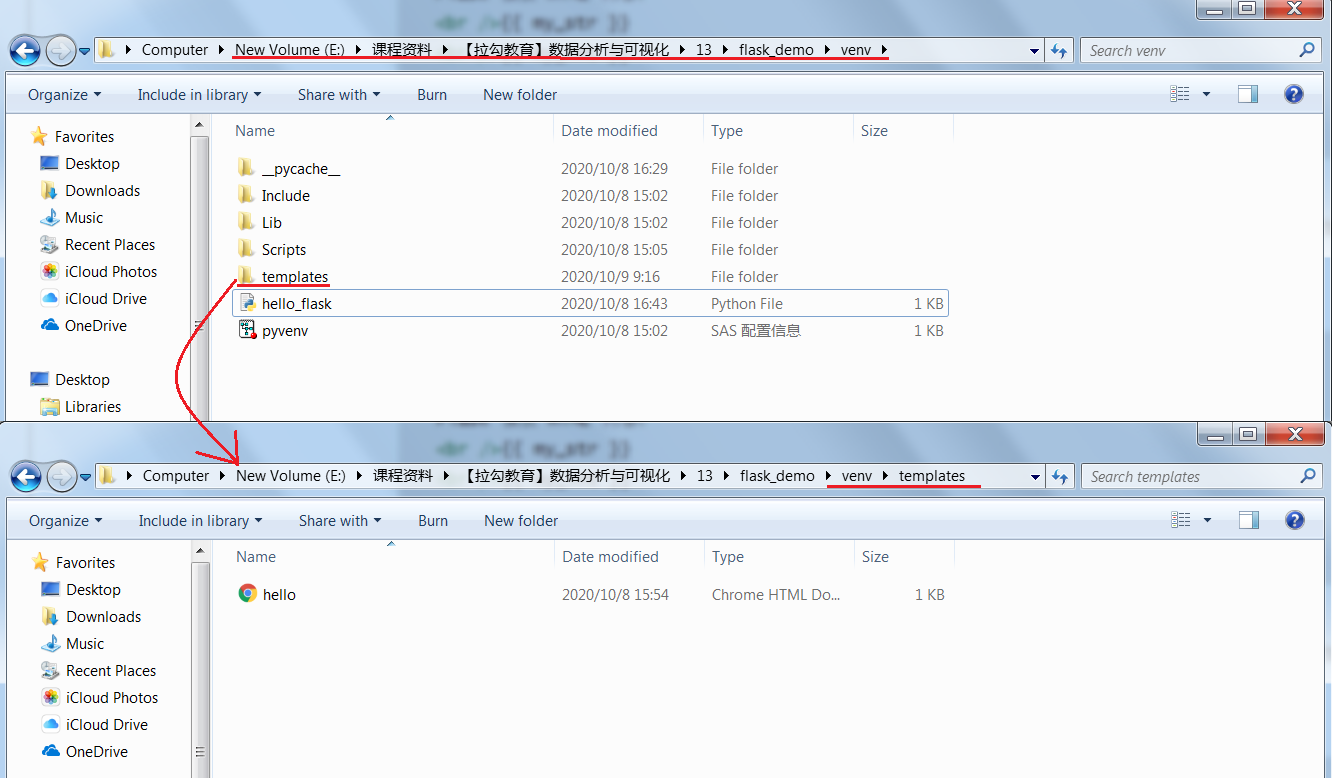 <br />{{ my_str }}
Computer New Volume (E:) 课程资料 【拉勾教育】数据分析与可视化 13 flask_demo venv
Search venv
Organize Include in library Share with Burn New folder
Favorites
Desktop
Downloads
Music
Recent Places
iCloud Photos
iCloud Drive
OneDrive
Desktop
Libraries
Name Date modified Type Size
__pycache__ 2020/10/8 16:29 File folder
Include 2020/10/8 15:02 File folder
Lib 2020/10/8 15:02 File folder
Scripts 2020/10/8 15:05 File folder
templates 2020/10/9 9:16 File folder
hello_flask 2020/10/8 16:43 Python File 1 KB
pyvenv 2020/10/8 15:02 SAS 配置信息 1 KB
<br />{{ my_str }}
Computer New Volume (E:) 课程资料 【拉勾教育】数据分析与可视化 13 flask_demo venv templates
Search templates
Organize Include in library Share with Burn New folder
Favorites
Desktop
Downloads
Music
Recent Places
iCloud Photos
iCloud Drive
OneDrive
Name Date modified Type Size
hello 2020/10/8 15:54 Chrome HTML Do... 1 KB